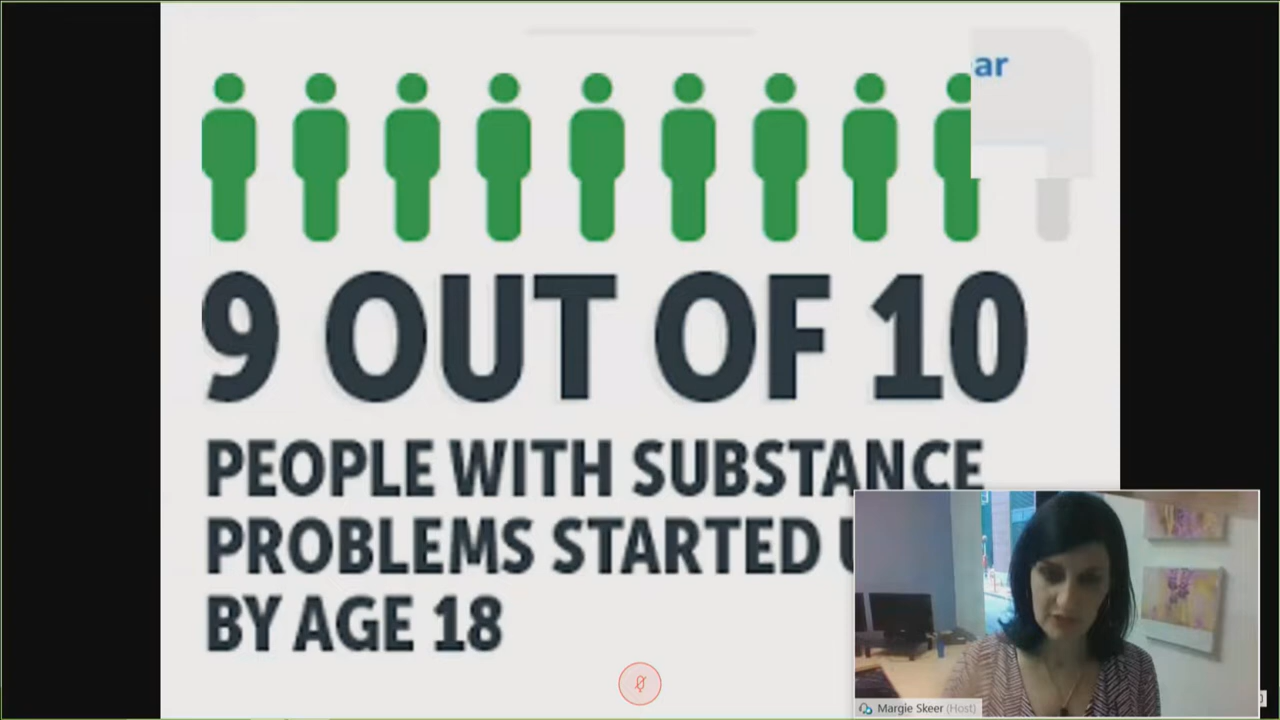 ar
9 OUT OF 10
PEOPLE WITH SUBSTANCE
PROBLEMS STARTED
BY AGE 18
Margie Skeer (Host)